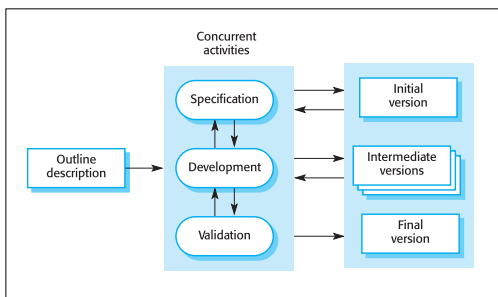 Concurrent
activities
Specification
Initial
version
Outline
description
Development
Intermediate
versions
Validation
Final
version